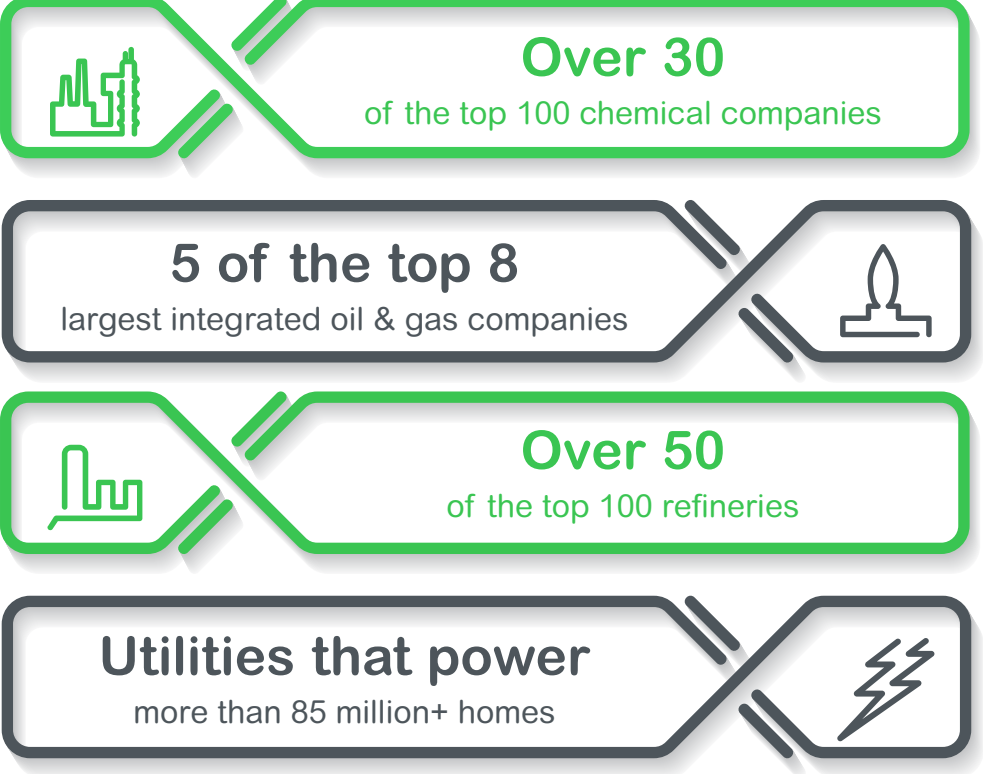 Over 30
of the top 100 chemical companies
5 of the top 8
largest integrated oil & gas companies
Over 50
of the top 100 refineries
Utilities that power
more than 85 million+ homes